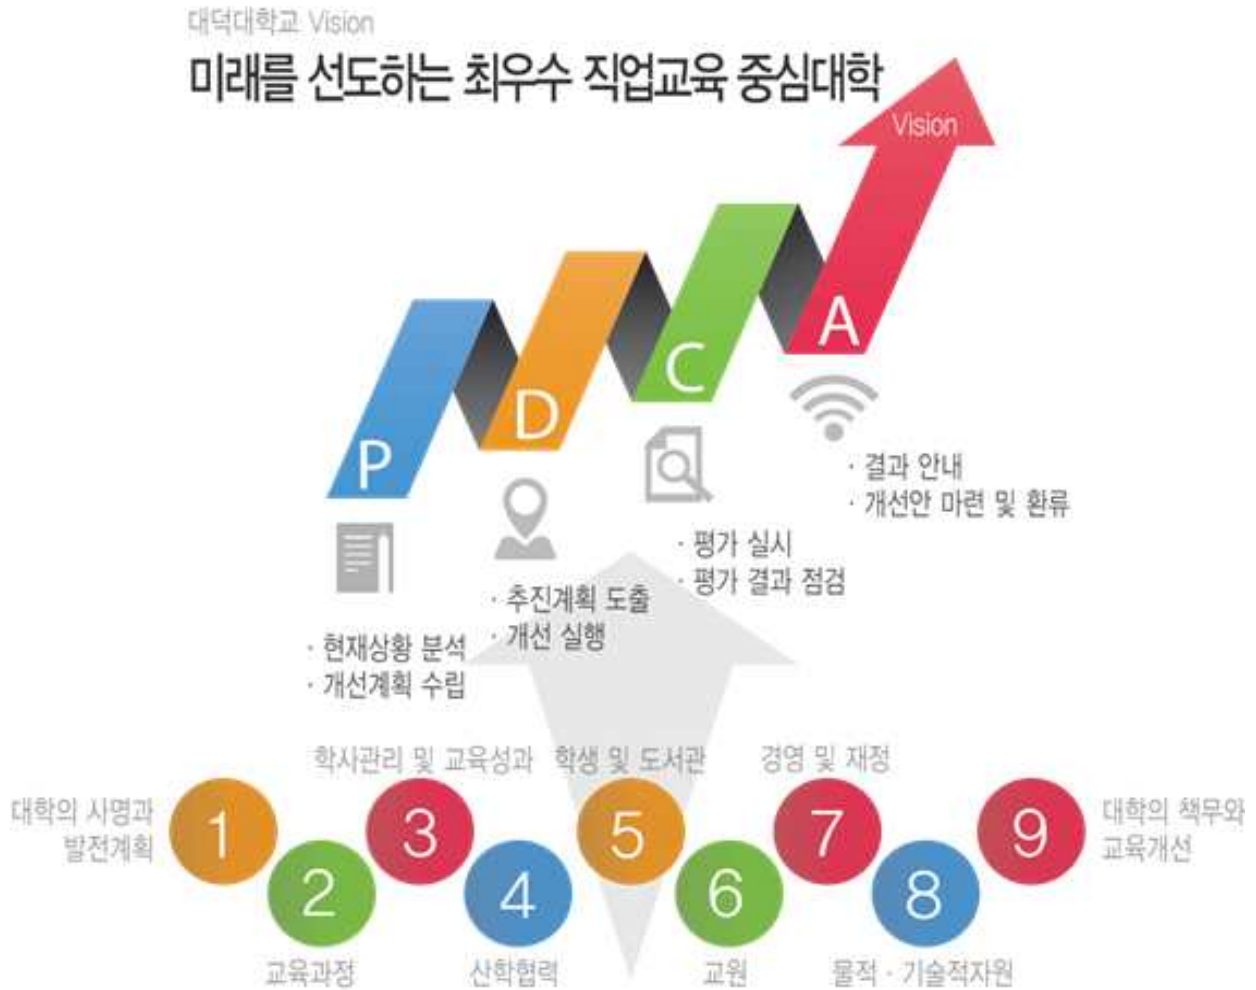 대덕대학교 Vision
미래를 선도하는 최우수 직업교육 중심대학
Vision
P
D
C
A
· 결과 안내
· 개선안 마련 및 환류
· 평가 실시
· 평가 결과 점검
· 추진계획 도출
· 개선 실행
· 현재상황 분석
· 개선계획 수립
대학의 사명과
발전계획
1
2
교육과정
학사관리 및 교육성과
3
4
산학협력
학생 및 도서관
5
6
교원
경영 및 재정
7
8
물적 · 기술적자원
9
대학의 책무와
교육개선